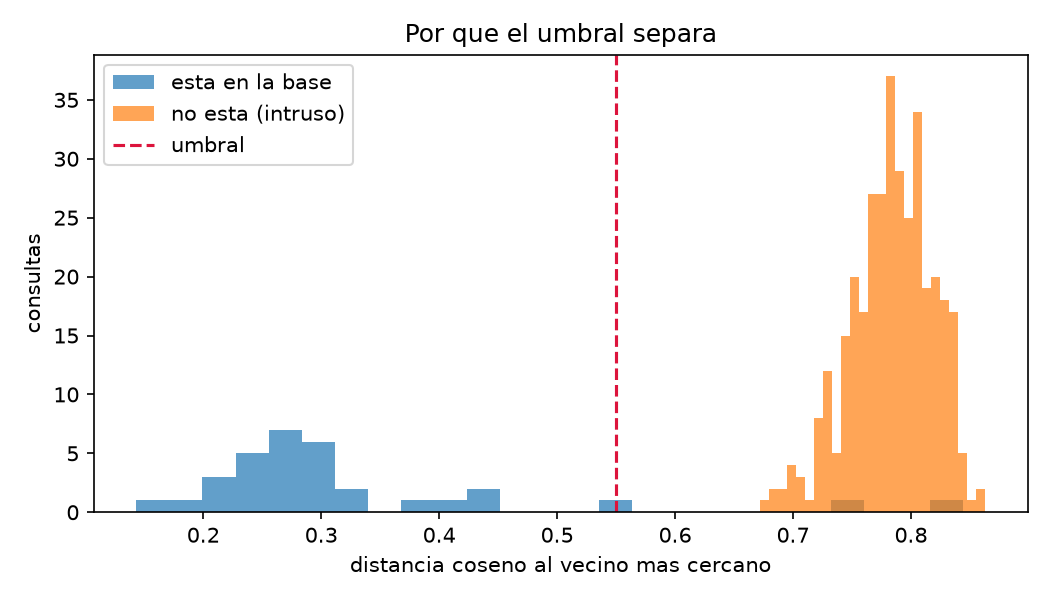 Por que el umbral separa
esta en la base
no esta (intruso)
umbral
consultas
35
30
25
20
15
10
5
0
0.2 0.3 0.4 0.5 0.6 0.7 0.8
distancia coseno al vecino mas cercano